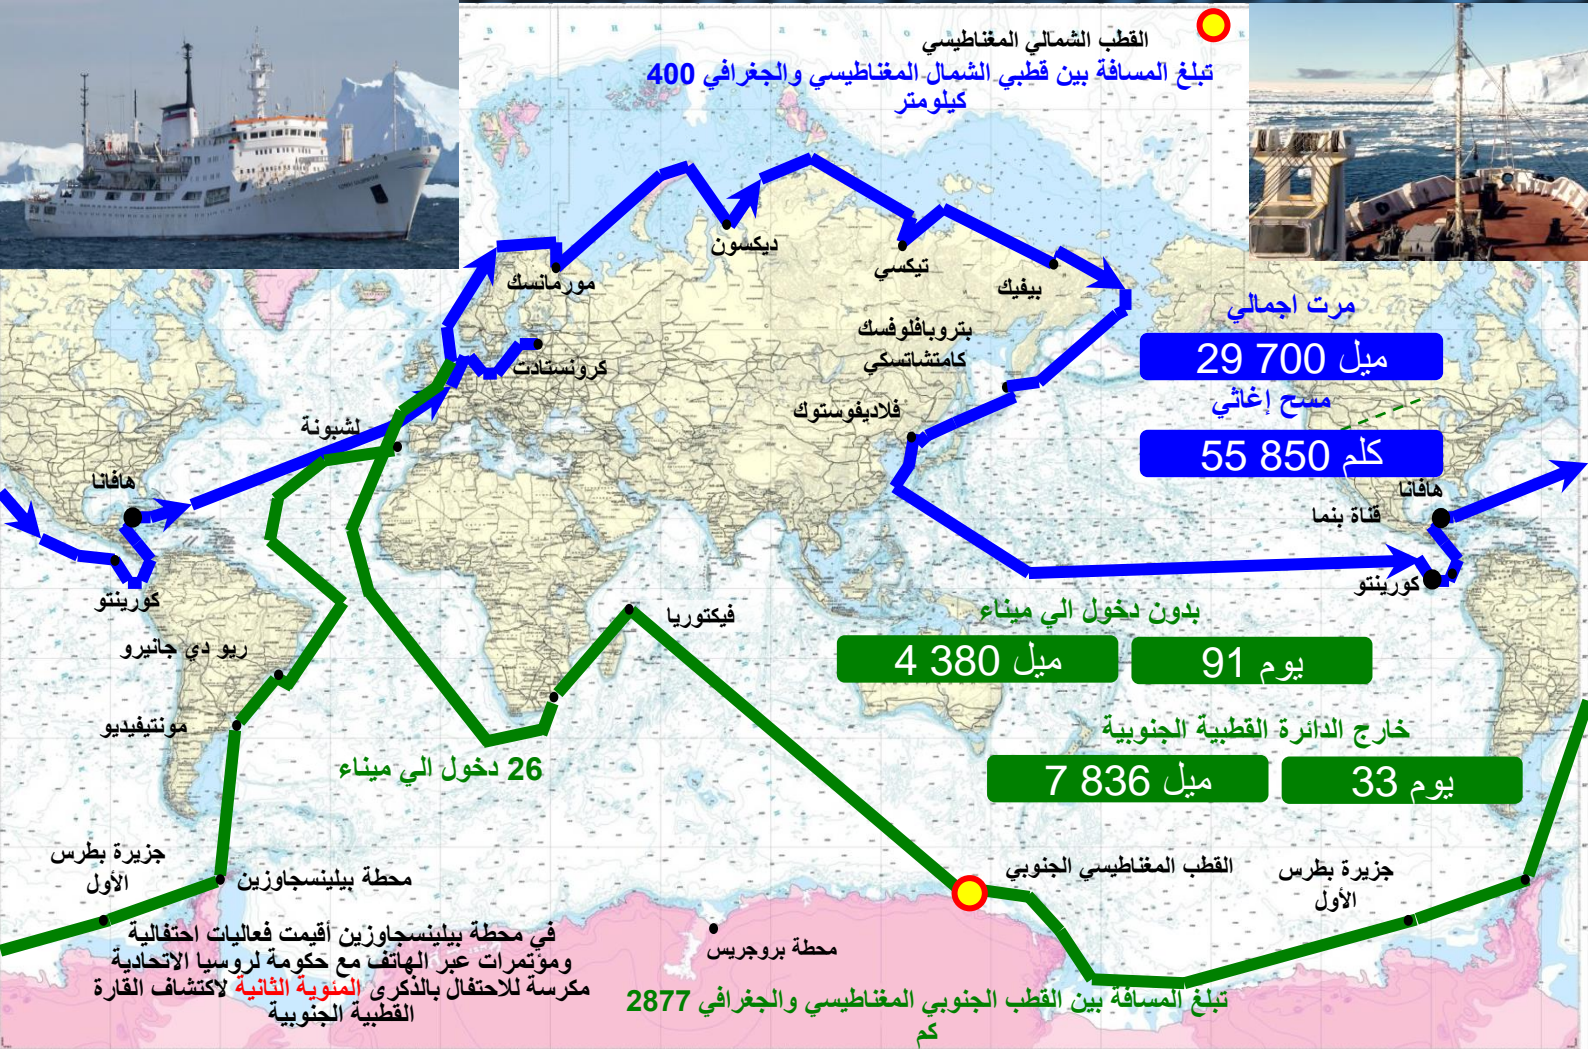 القطب الشمالي المغناطيسي
تبلغ المسافة بين قطبي الشمال المغناطيسي والجغرافي 400
كيلومتر
ديكسون
تيكسي
مورمانسك
بيفيك
مرت اجمالي
29 700 ميل
مسح إغاثي
55 850 كلم
بتروبافلوفسك
كامتشاتسكي
كرونستادت
فلاديفوستوك
لشبونة
هافانا
هافانا
قناة بنما
كورينتو
كورينتو
فيكتوريا
بدون دخول الي ميناء
يوم 91
4 380 ميل
ريو دي جانيرو
مونتيفيديو
خارج الدائرة القطبية الجنوبية
يوم 33
7 836 ميل
26 دخول الي ميناء
جزيرة بطرس
الأول
القطب المغناطيسي الجنوبي
جزيرة بطرس
الأول
محطة بيلينسجاوزين
محطة بروجريس
في محطة بيلينسجاوزين أقيمت فعاليات احتفالية
ومؤتمرات عبر الهاتف مع حكومة لروسيا الاتحادية
مكرسة للاحتفال بالذكرى المئوية الثانية لاكتشاف القارة
القطبية الجنوبية
تبلغ المسافة بين القطب الجنوبي المغناطيسي والجغرافي 2877
كم